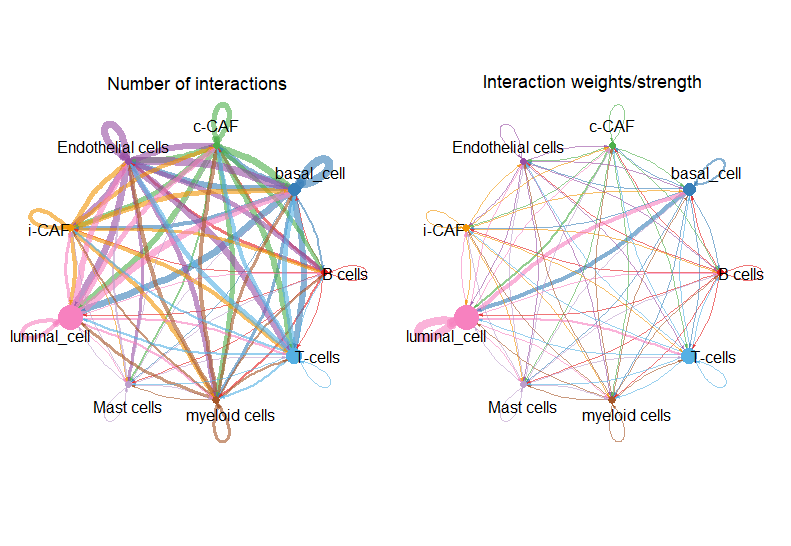 Number of interactions
c-CAF
Endothelial cells
basal_cell
i-CAF
B cells
luminal_cell
T-cells
Mast cells
myeloid cells
Interaction weights/strength
c-CAF
Endothelial cells
basal_cell
i-CAF
B cells
luminal_cell
T-cells
Mast cells
myeloid cells